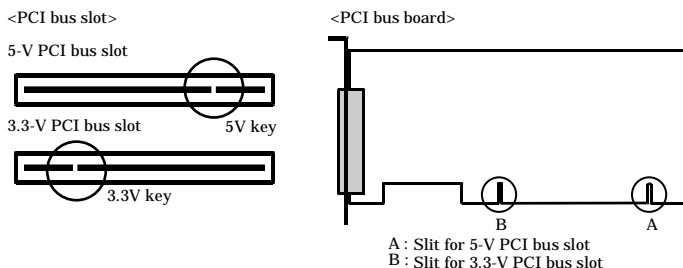 <PCI bus slot>
5-V PCI bus slot
5V key
3.3-V PCI bus slot
3.3V key
<PCI bus board>
B
A
A : Slit for 5-V PCI bus slot
B : Slit for 3.3-V PCI bus slot